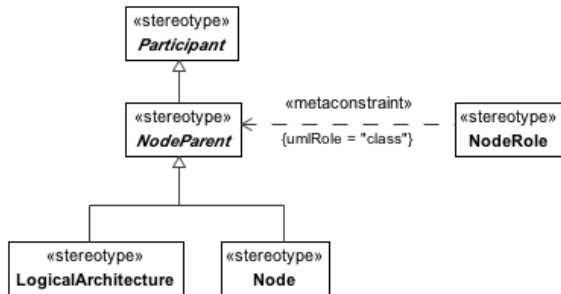 «stereotype»
Participant
«stereotype»
NodeParent
«metaconstraint»
{umlRole = "class"}
«stereotype»
NodeRole
«stereotype»
LogicalArchitecture
«stereotype»
Node